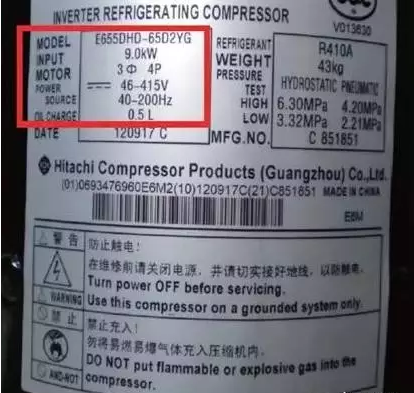 INVERTER REFRIGERATING COMPRESSOR
V013630
MODEL E655DHD-65D2YG
INPUT 9.0kW
MOTOR 3Φ 4P
POWER SOURCE 46-415V
40-200Hz
OIL CHARGE 0.5 L
DATE 120917 C
REFRIGERANT R410A
WEIGHT 43kg
PRESSURE TEST HYDROSTATIC PNEUMATIC
HIGH 6.30MPa 4.20MPa
LOW 3.32MPa 2.21MPa
MFG.NO. C 851851
Hitachi Compressor Products (Guangzhou) Co.,Ltd.
(01)0693476960E6M2(10)120917C(21)C851851 MADE IN CHINA
E6M
警告 防止触电!
在维修前请关闭电源，并请切实接好地线，以防触电。
Turn power OFF before servicing.
WARNING Use this compressor on a grounded system only.
禁止 禁止充入!
勿将易燃易爆气体充入压缩机内。
DO NOT put flammable or explosive gas into the
compressor.